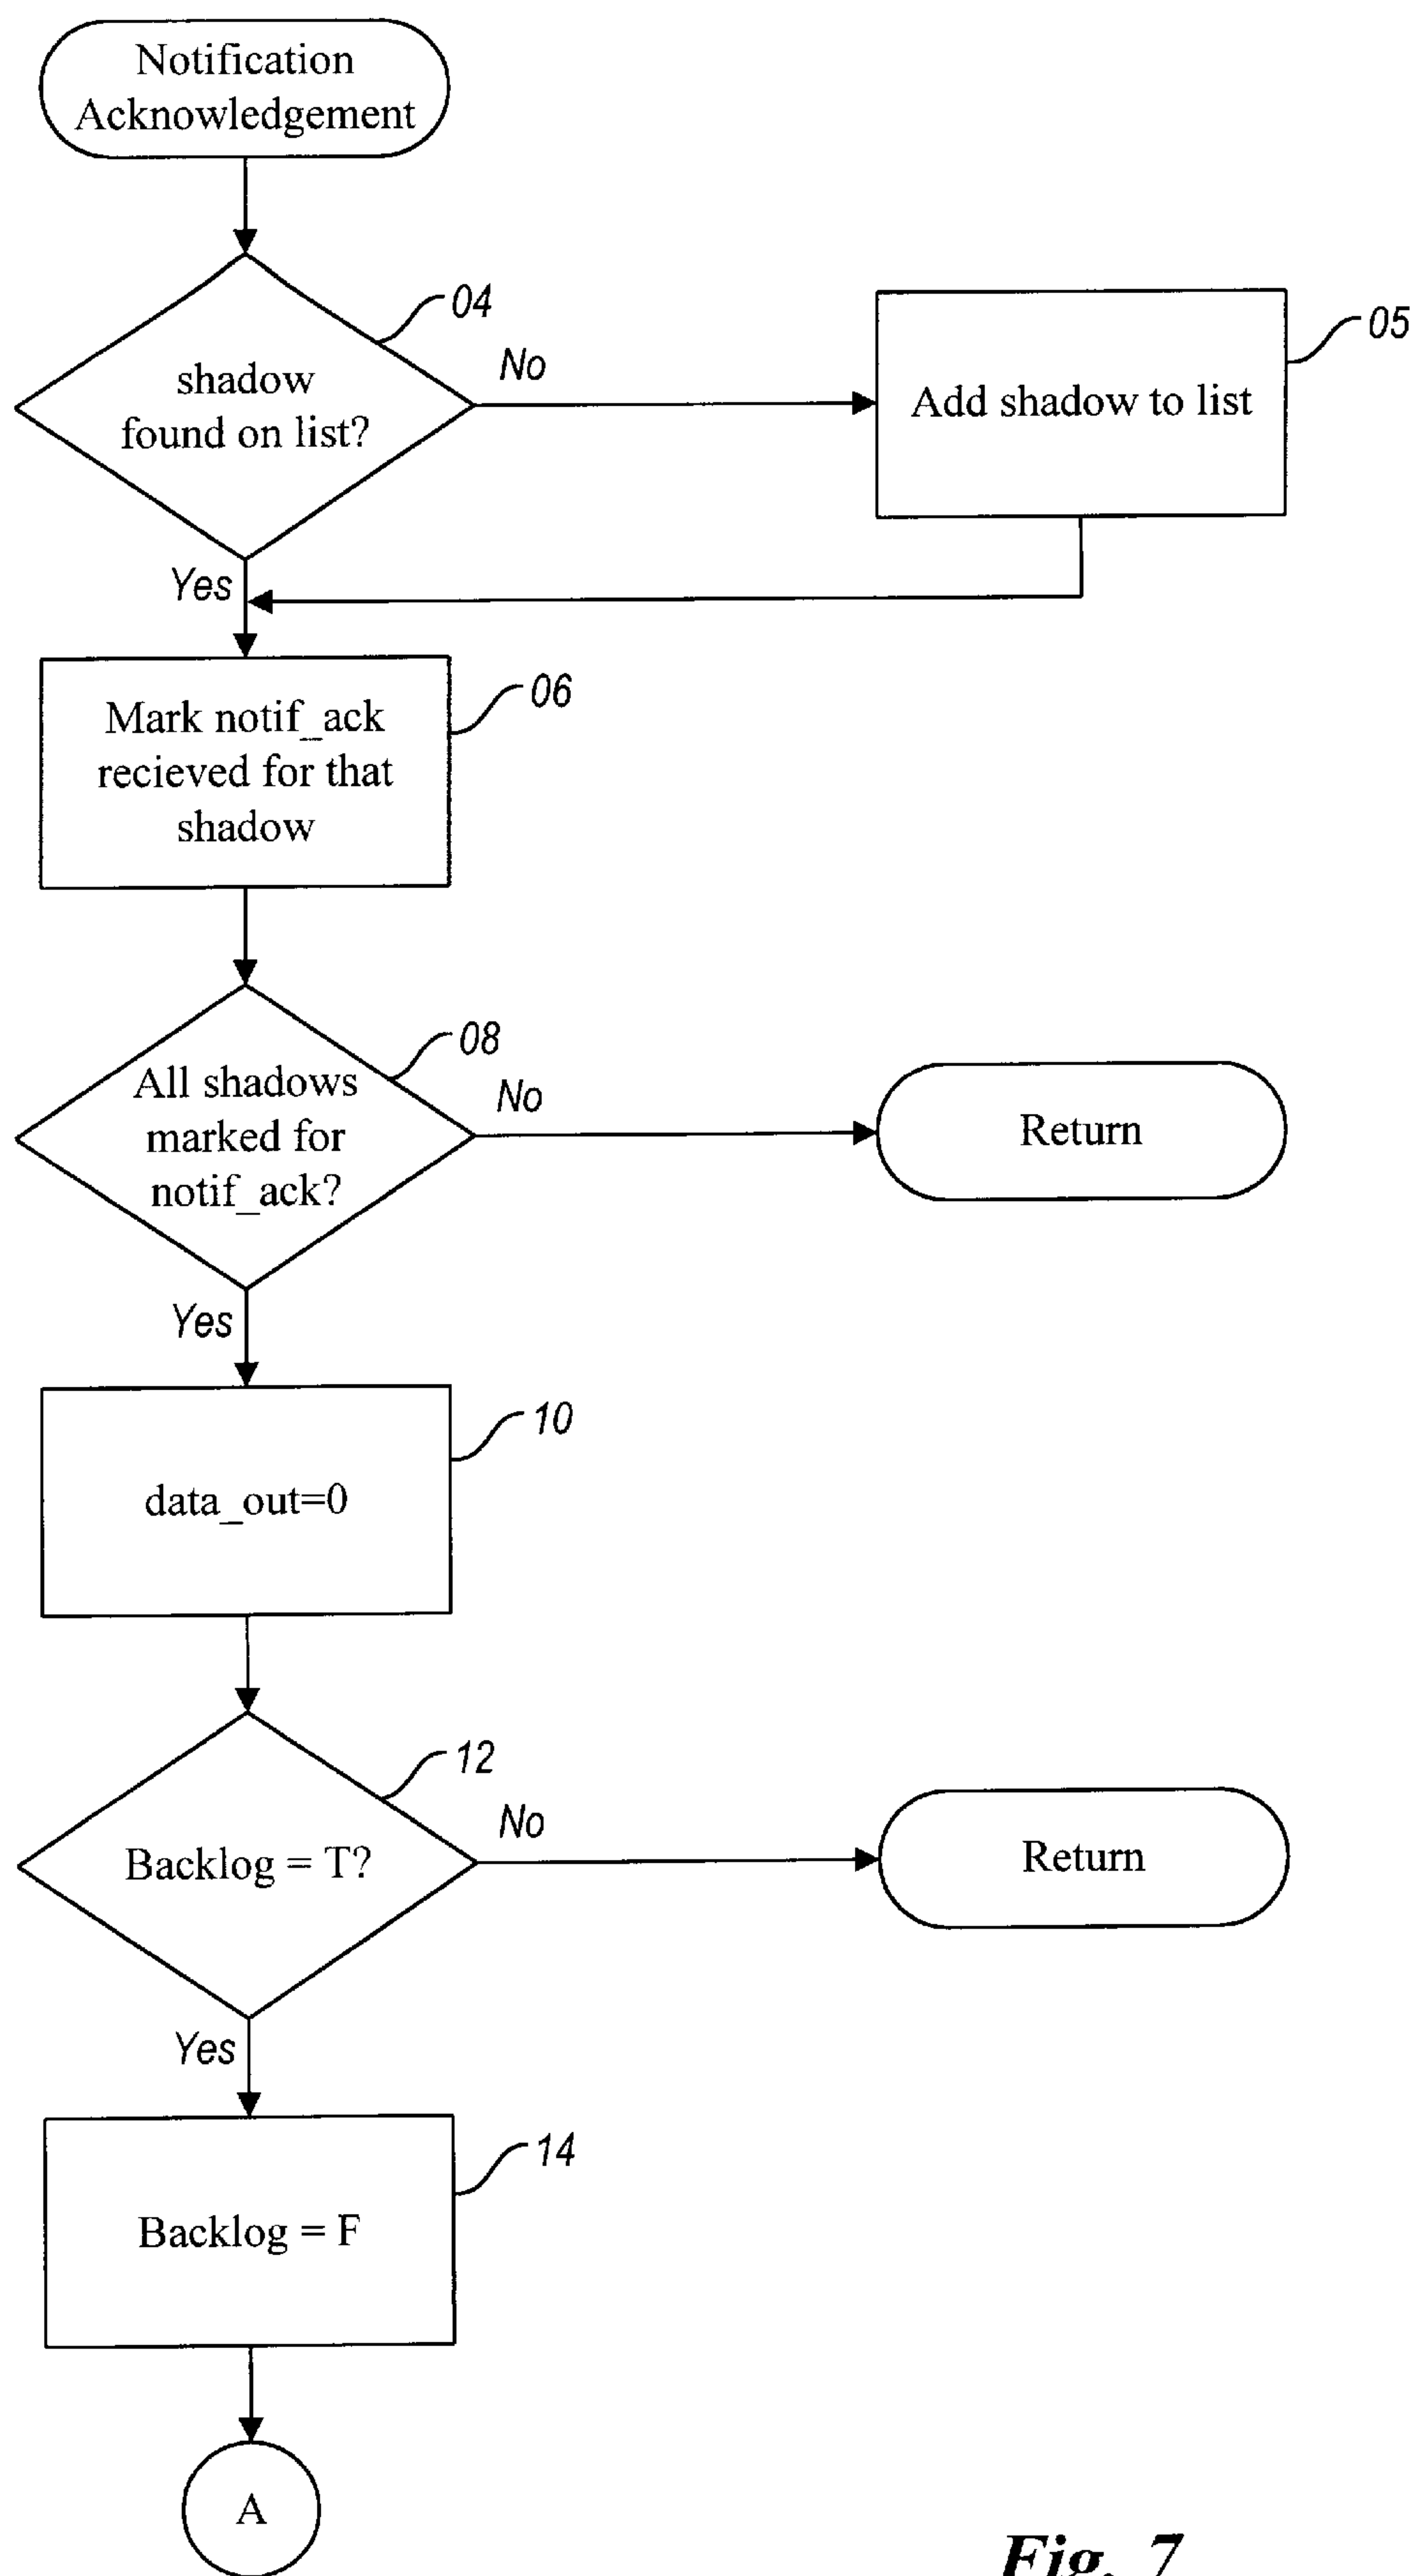 Notification
Acknowledgement
04
shadow
found on list?
No
Add shadow to list
05
Yes
Mark notif_ack
recieved for that
shadow
06
08
All shadows
marked for
notif_ack?
No
Return
Yes
10
data_out=0
12
Backlog = T?
No
Return
Yes
14
Backlog = F
A
Fig. 7